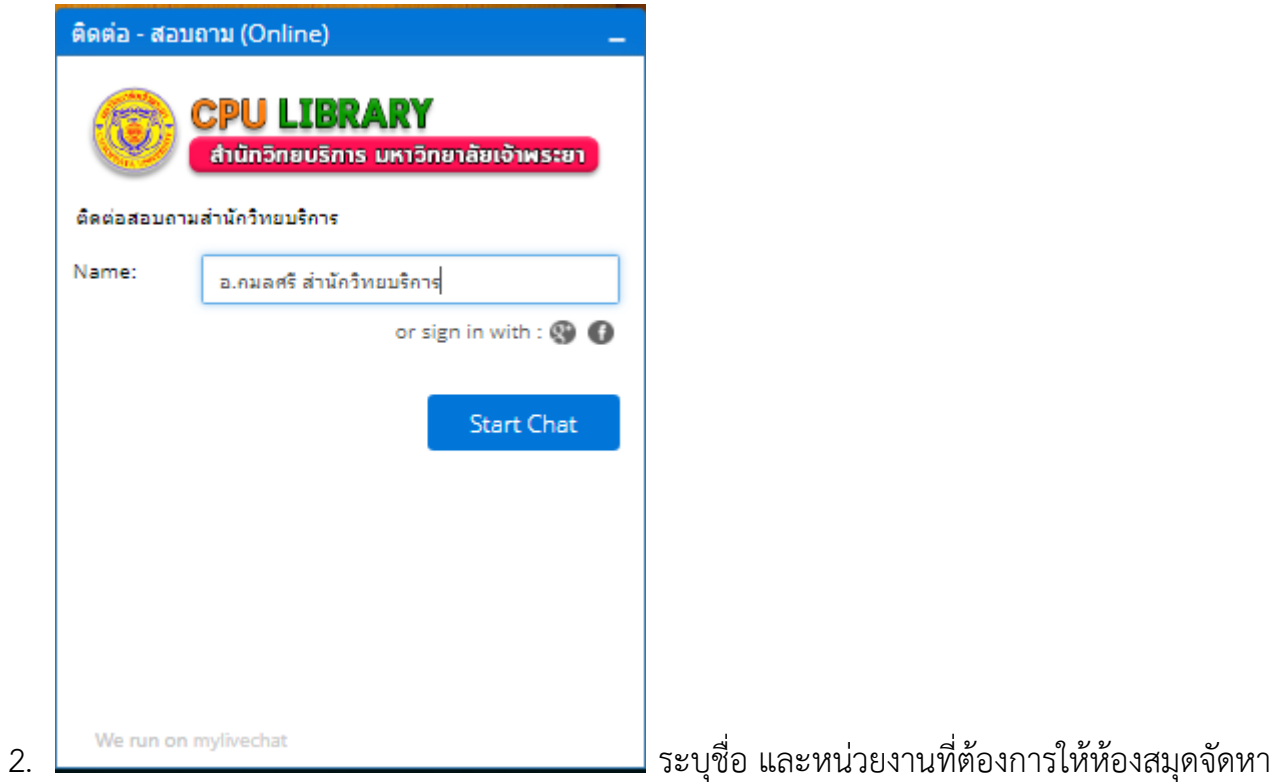 ติดต่อ - สอบถาม (Online)
CPU LIBRARY
สำนักวิทยบริการ มหาวิทยาลัยเจ้าพระยา
ติดต่อสอบถามสำนักวิทยบริการ
Name: อ.กมลศรี สำนักวิทยบริการ
or sign in with :
Start Chat
We run on mylivechat
2. ระบุชื่อ และหน่วยงานที่ต้องการให้ห้องสมุดจัดหา